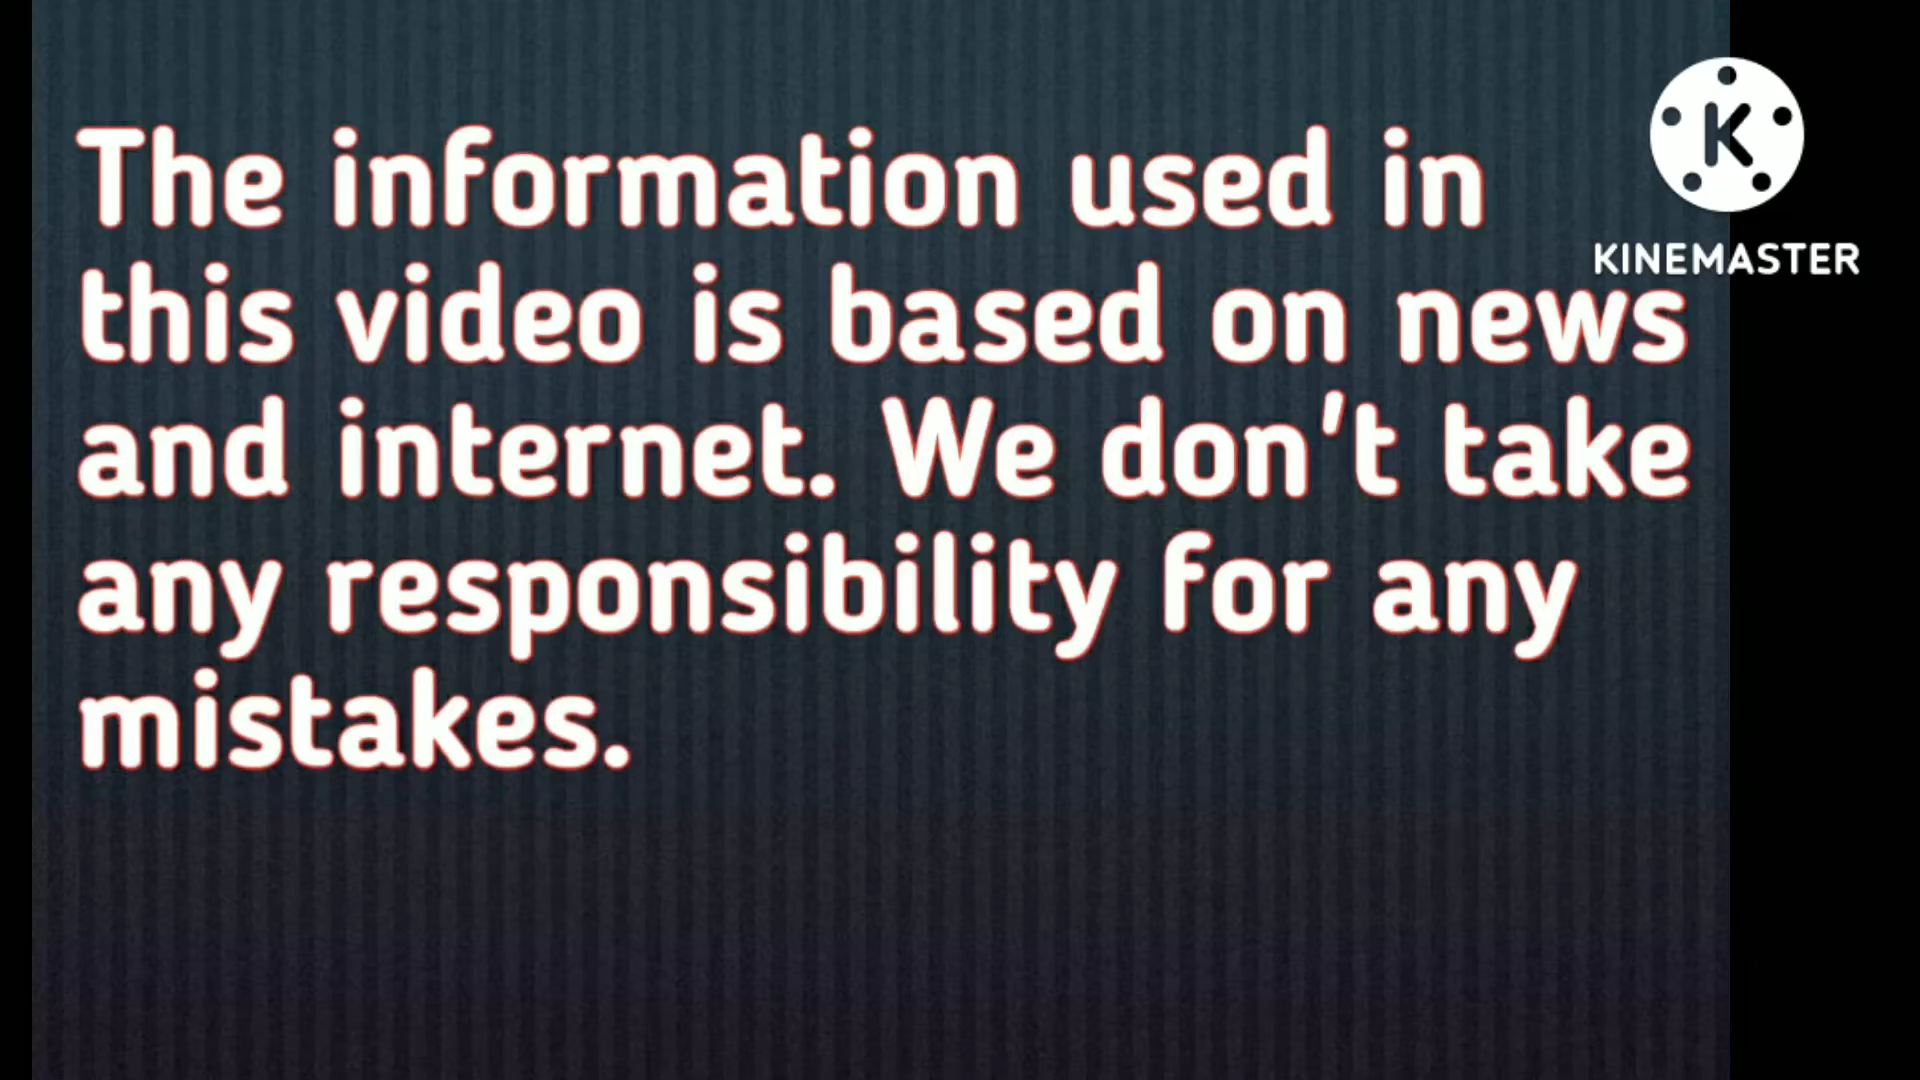 The information used in
this video is based on news
and internet. We don't take
any responsibility for any
mistakes.
K
KINEMASTER